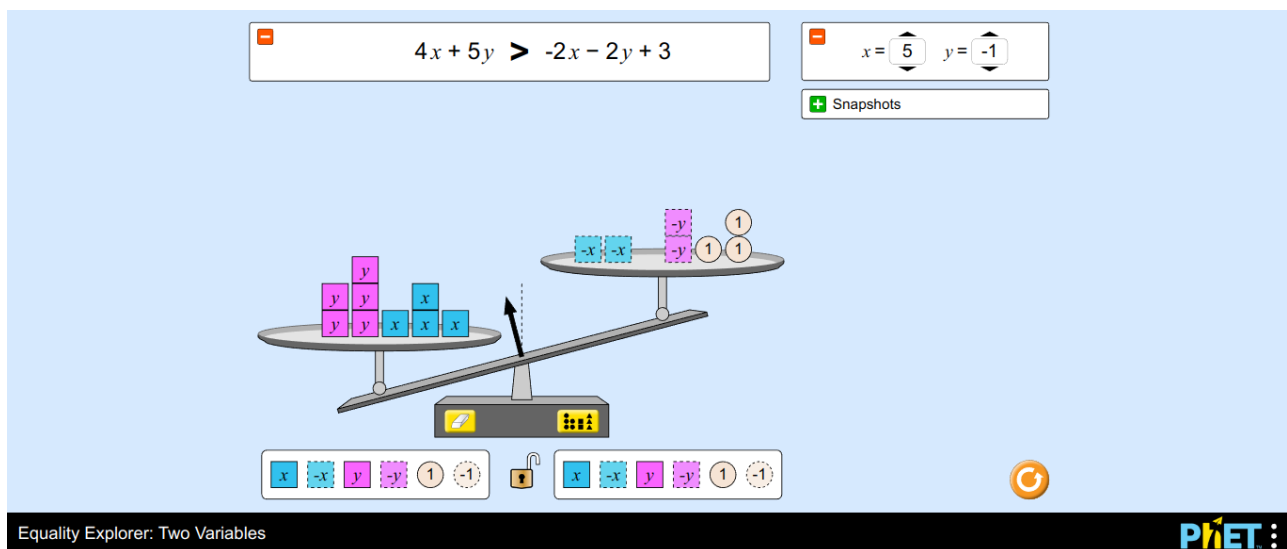 4x + 5y > -2x − 2y + 3
x = 5 y = -1
Snapshots
-y 1
-x -x -y 1 1
y
y y x
y y x x x
x -x y -y 1 -1
x -x y -y 1 -1
Equality Explorer: Two Variables
PhET